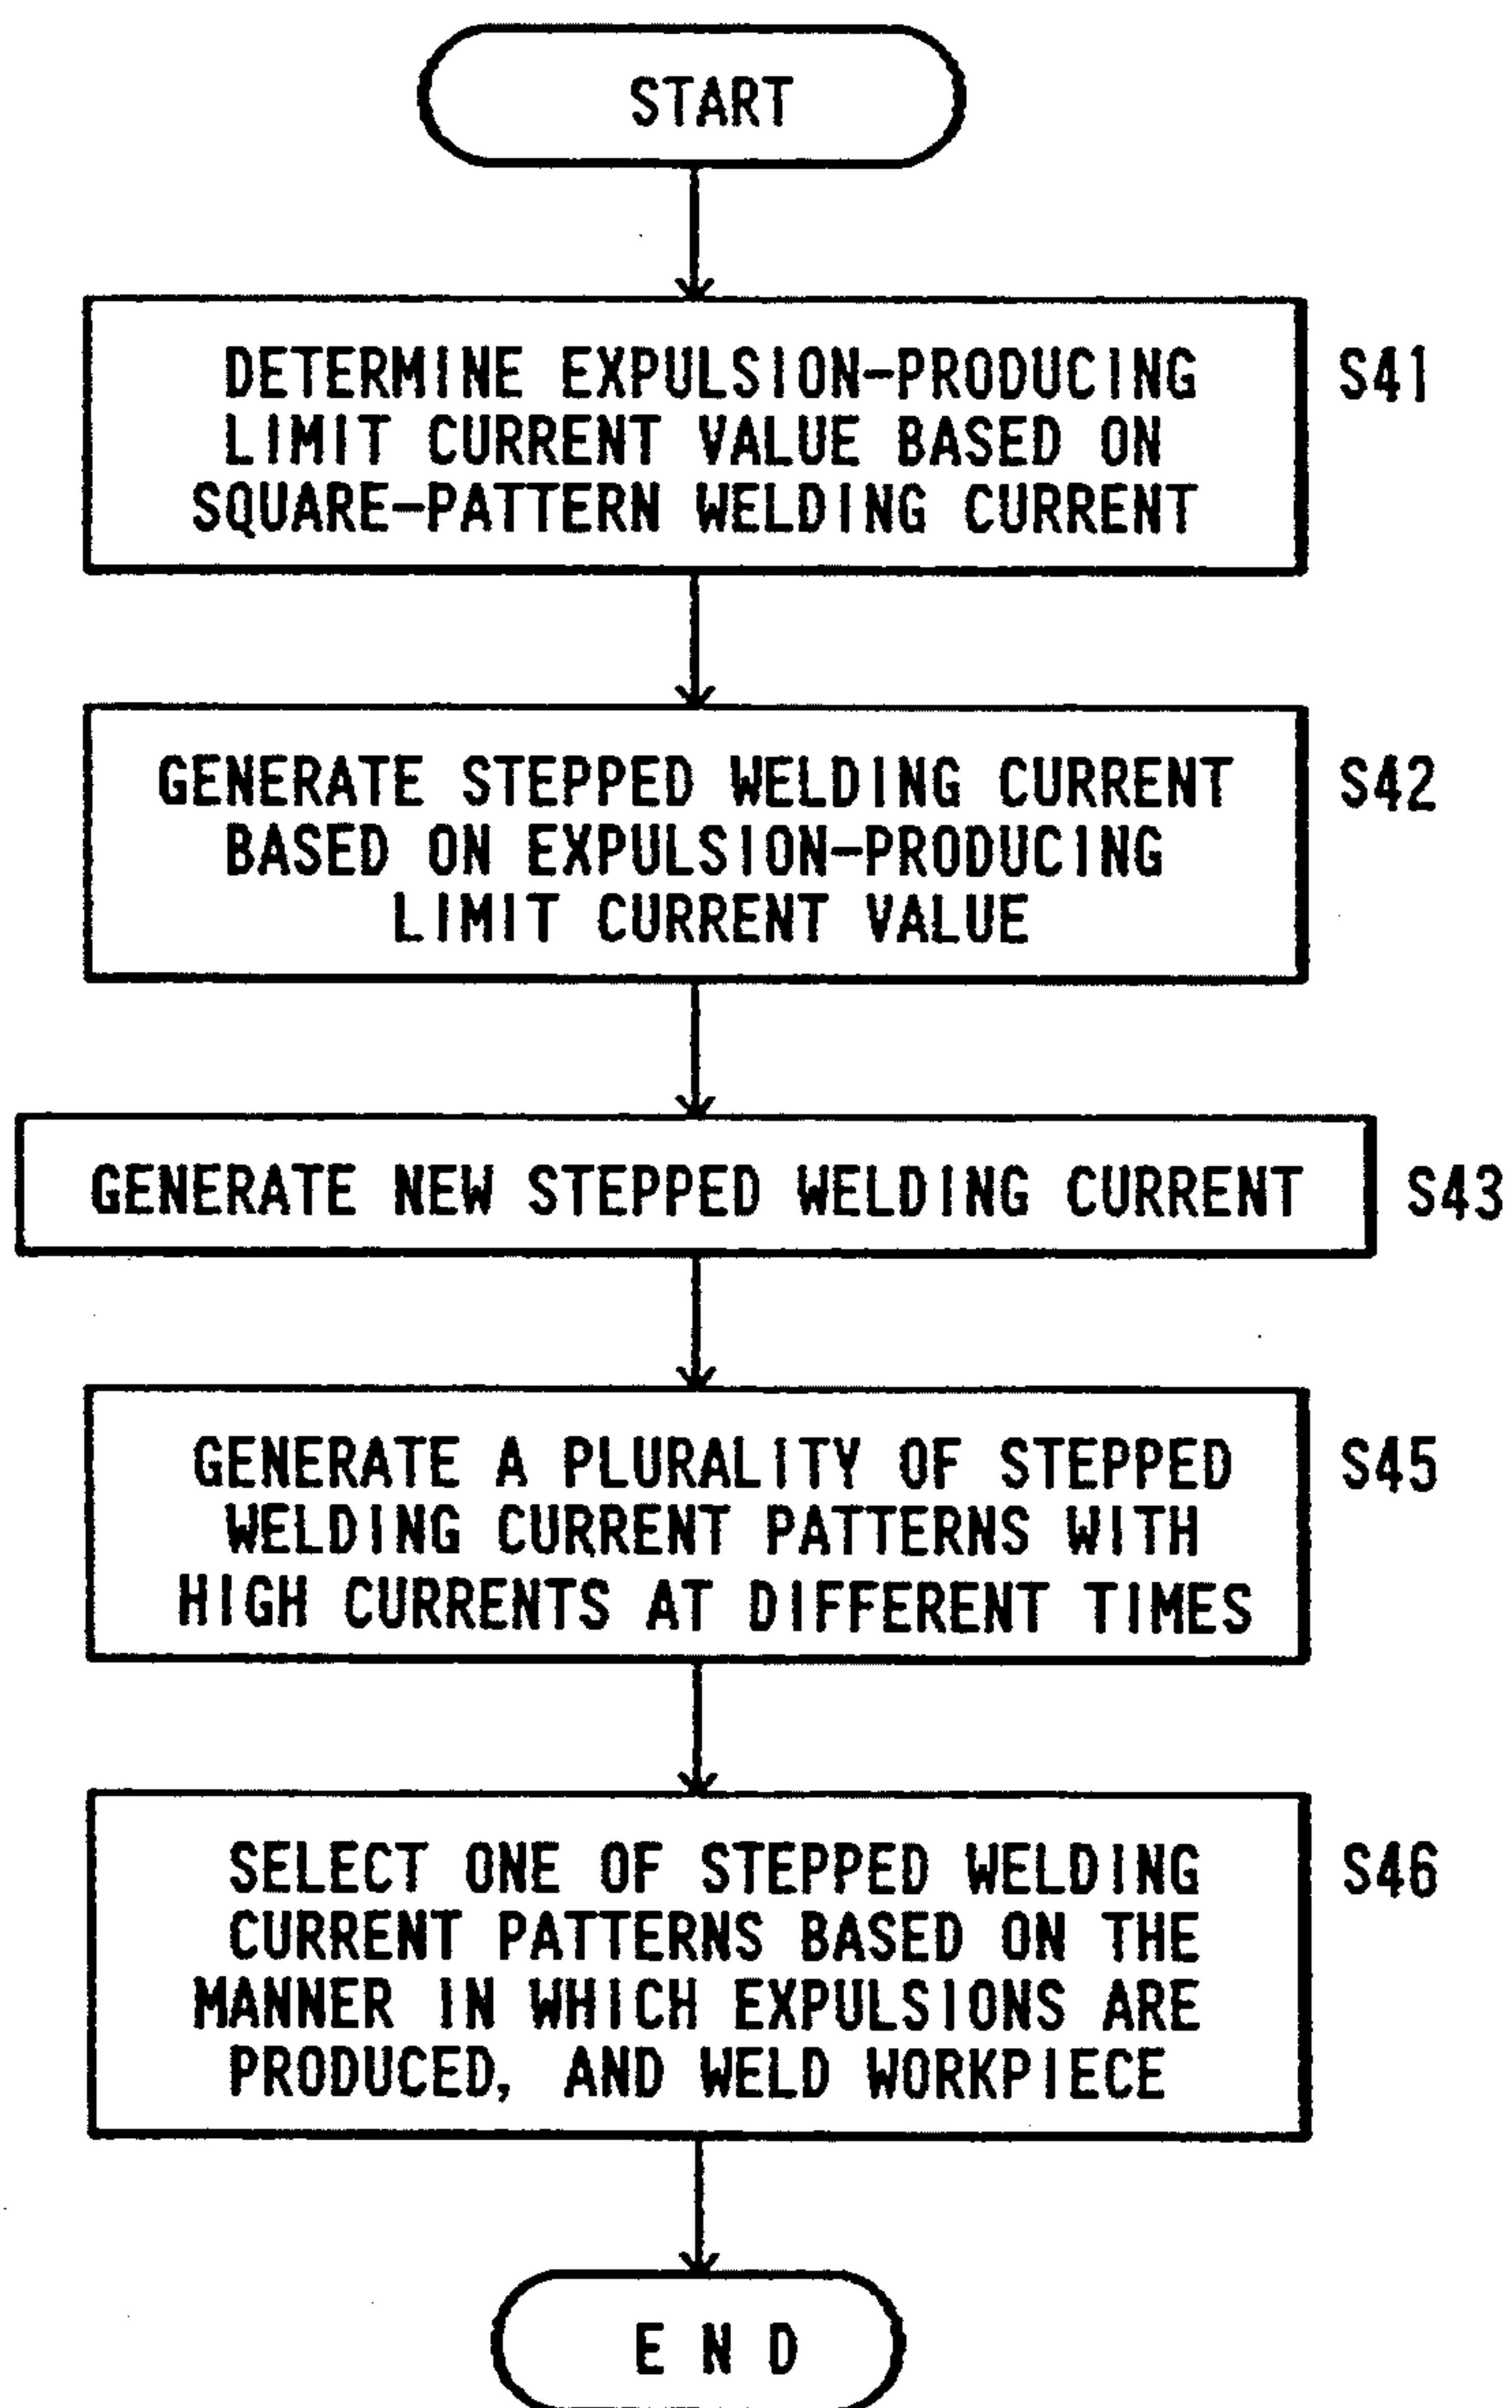 START
DETERMINE EXPULSION-PRODUCING
LIMIT CURRENT VALUE BASED ON
SQUARE-PATTERN WELDING CURRENT
S41
GENERATE STEPPED WELDING CURRENT
BASED ON EXPULSION-PRODUCING
LIMIT CURRENT VALUE
S42
GENERATE NEW STEPPED WELDING CURRENT
S43
GENERATE A PLURALITY OF STEPPED
WELDING CURRENT PATTERNS WITH
HIGH CURRENTS AT DIFFERENT TIMES
S45
SELECT ONE OF STEPPED WELDING
CURRENT PATTERNS BASED ON THE
MANNER IN WHICH EXPULSIONS ARE
PRODUCED, AND WELD WORKPIECE
S46
END